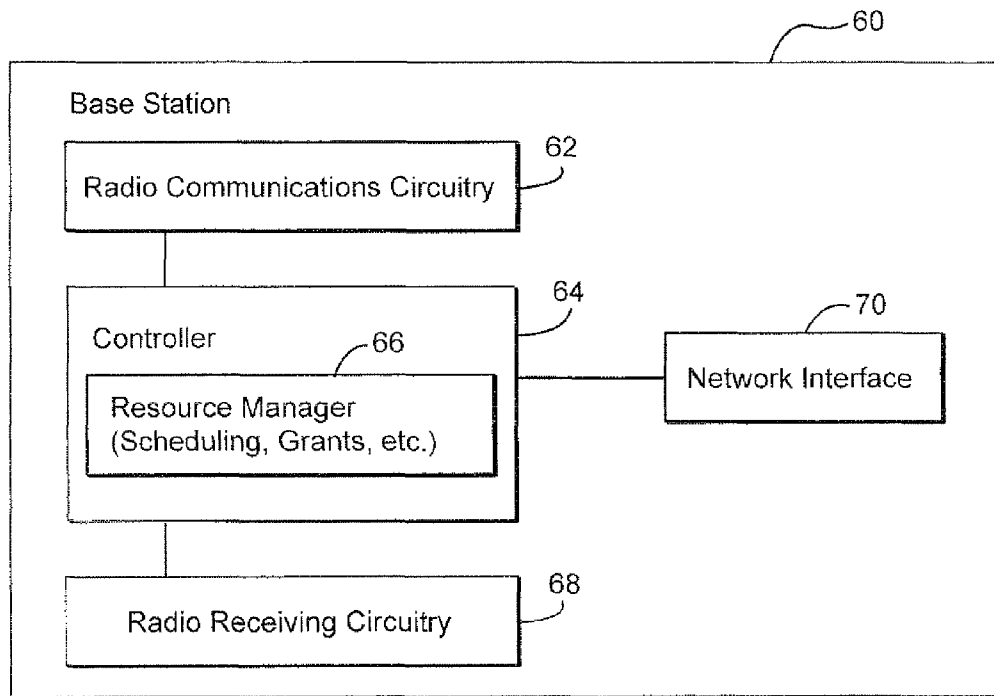 60
Base Station
62
Radio Communications Circuitry
64
Controller
66
Resource Manager
(Scheduling, Grants, etc.)
70
Network Interface
68
Radio Receiving Circuitry